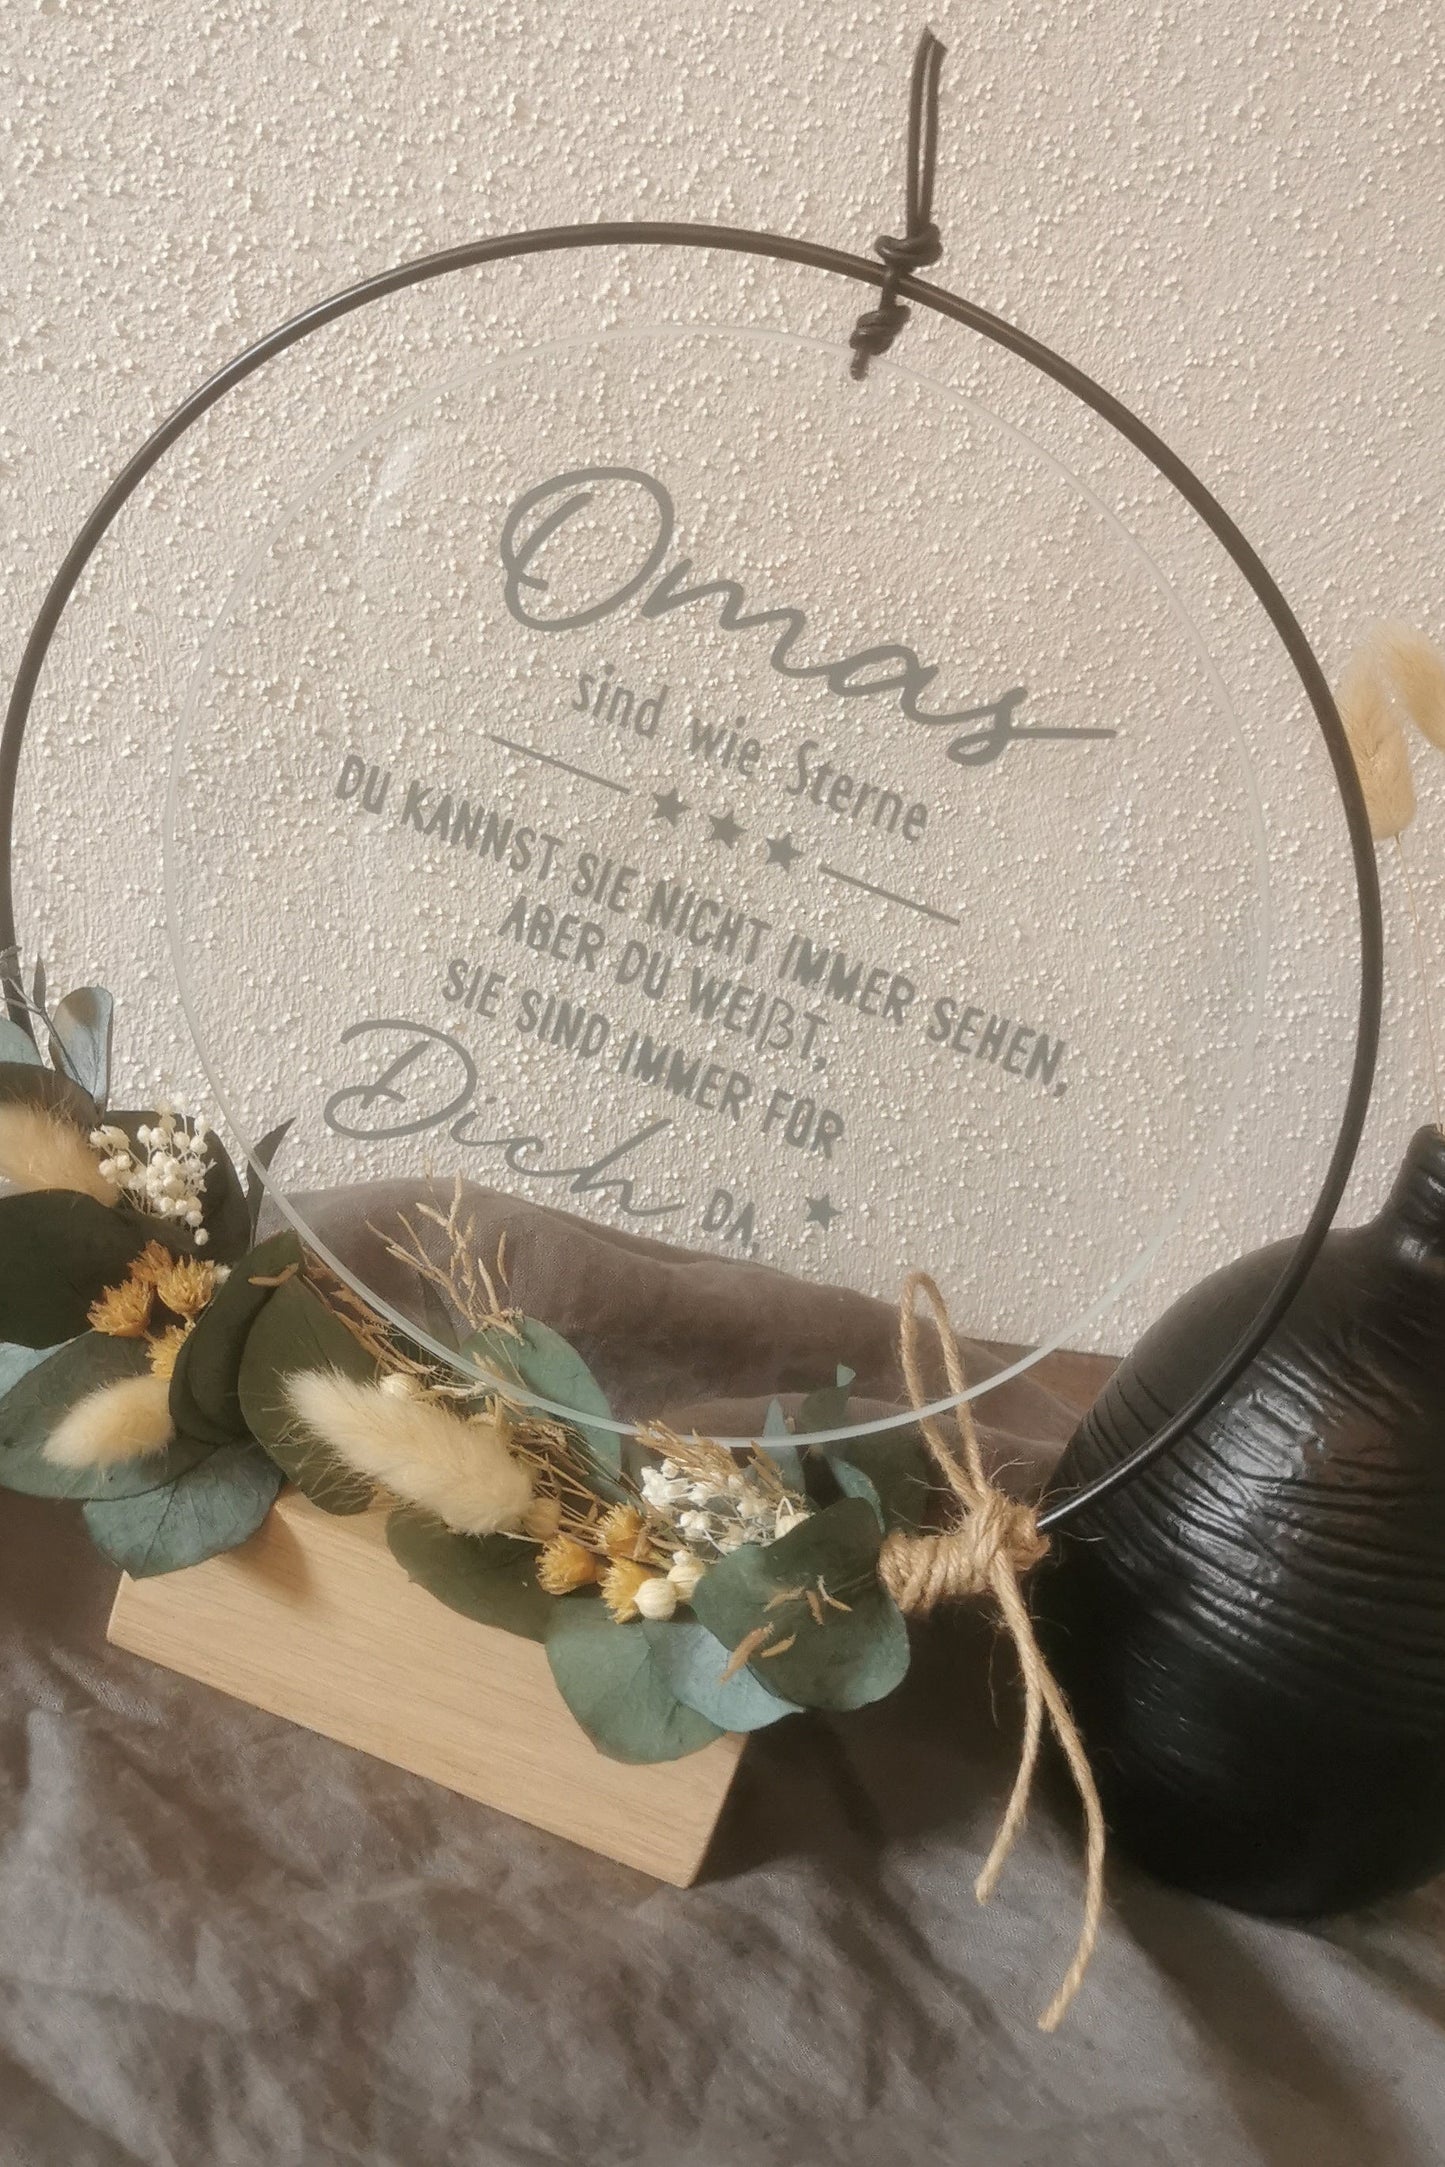 Omas
sind wie Sterne
DU KANNST SIE NICHT IMMER SEHEN,
ABER DU WEIẞT,
SIE SIND IMMER FÜR
Dich DA.